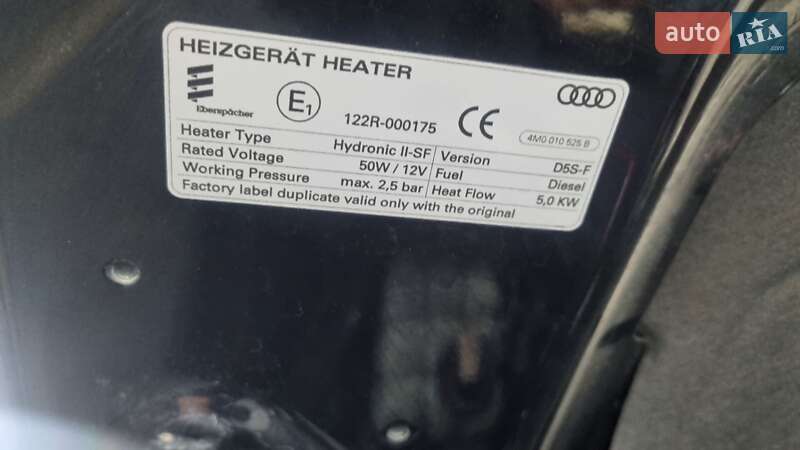 auto RIA .com
HEIZGERÄT HEATER
Eberspächer
E1
122R-000175
CE
4M0 010 525 B
Heater Type Hydronic II-SF Version D5S-F
Rated Voltage 50W / 12V Fuel Diesel
Working Pressure max. 2,5 bar Heat Flow 5,0 KW
Factory label duplicate valid only with the original